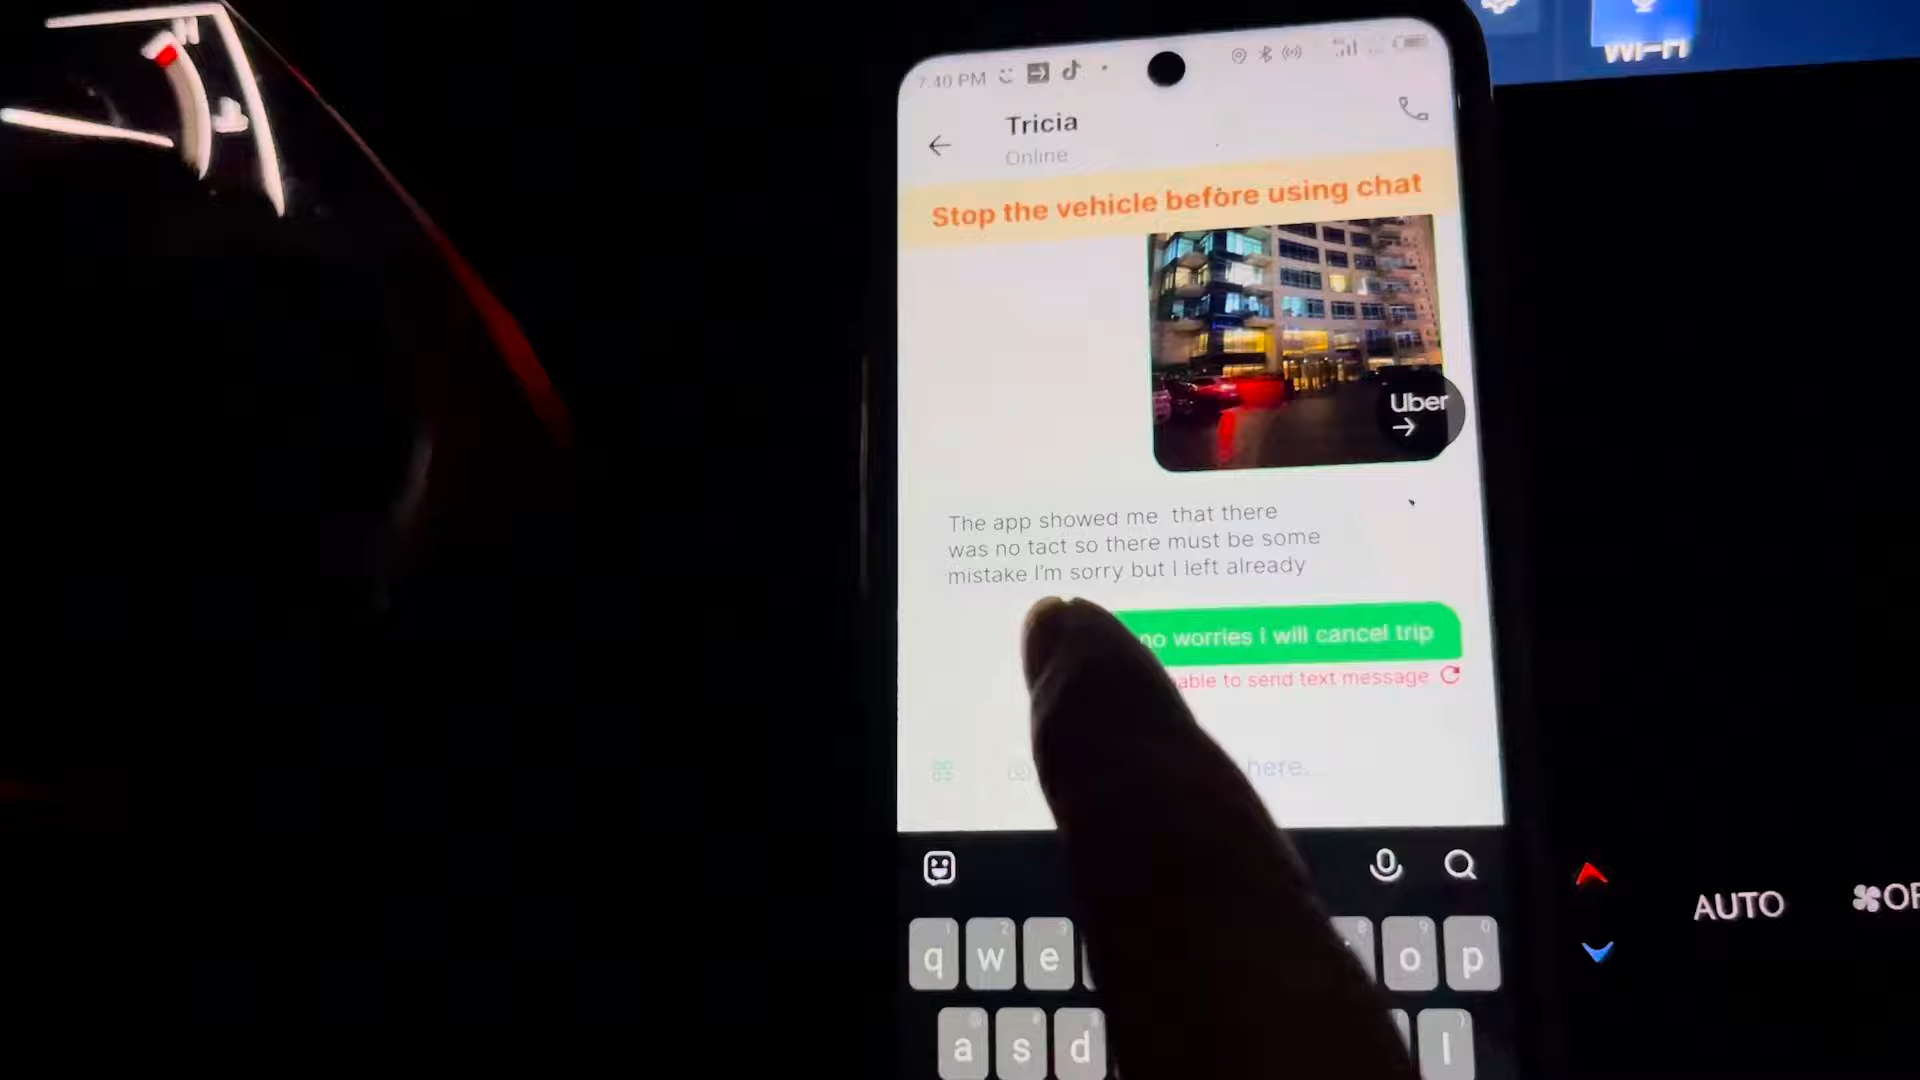 WI-FI
7:40 PM
Tricia
Online
Stop the vehicle before using chat
Uber
The app showed me that there
was no tact so there must be some
mistake I'm sorry but I left already
no worries I will cancel trip
to send text message
here...
AUTO
q w e o p
a s d l